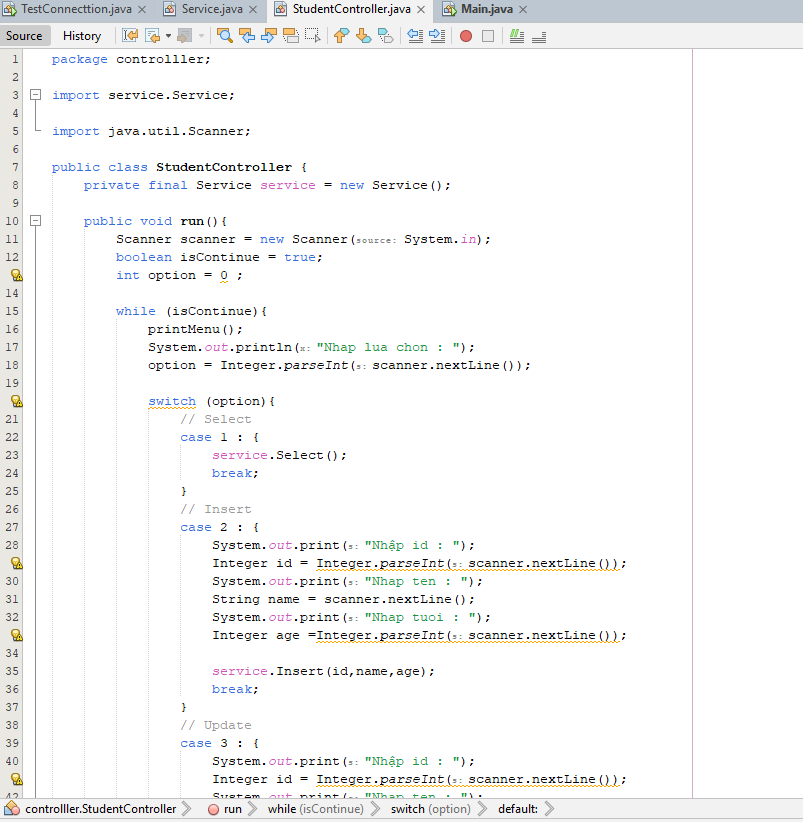 TestConnecttion.java Service.java StudentController.java Main.java
Source History
1 package controlller;
2
3 import service.Service;
4
5 import java.util.Scanner;
6
7 public class StudentController {
8 private final Service service = new Service();
9
10 public void run(){
11 Scanner scanner = new Scanner(source: System.in);
12 boolean isContinue = true;
int option = 0 ;
14
15 while (isContinue){
16 printMenu();
17 System.out.println(x: "Nhap lua chon : ");
18 option = Integer.parseInt(s: scanner.nextLine());
19
switch (option){
21 // Select
22 case 1 : {
23 service.Select();
24 break;
25 }
26 // Insert
27 case 2 : {
28 System.out.print(s: "Nhập id : ");
Integer id = Integer.parseInt(s: scanner.nextLine());
30 System.out.print(s: "Nhap ten : ");
31 String name = scanner.nextLine();
32 System.out.print(s: "Nhap tuoi : ");
Integer age =Integer.parseInt(s: scanner.nextLine());
34
35 service.Insert(id,name,age);
36 break;
37 }
38 // Update
39 case 3 : {
40 System.out.print(s: "Nhập id : ");
Integer id = Integer.parseInt(s: scanner.nextLine());
42 System.out.print(s: "Nhap ten : ");
controlller.StudentController run while (isContinue) switch (option) default: